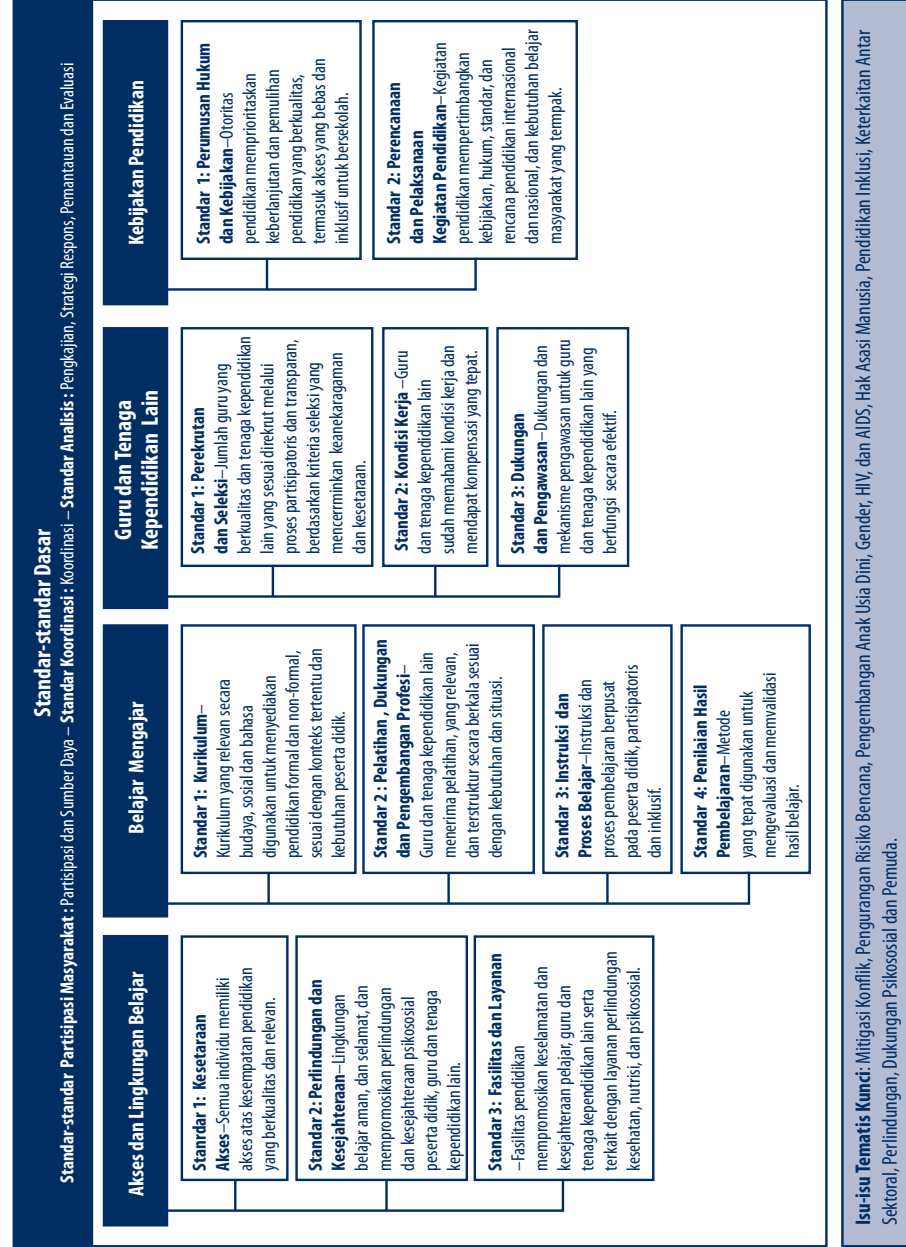 Standar-standar Dasar
Standar-standar Partisipasi Masyarakat : Partisipasi dan Sumber Daya – Standar Koordinasi : Koordinasi – Standar Analisis : Pengkajian, Strategi Respons, Pemantauan dan Evaluasi
Akses dan Lingkungan Belajar
Stanrdar 1: Kesetaraan
Akses–Semua individu memiliki
akses atas kesempatan pendidikan
yang berkualitas dan relevan.
Standar 2: Perlindungan dan
Kesejahteraan–Lingkungan
belajar aman, dan selamat, dan
mempromosikan perlindungan
dan kesejahteraan psikososial
peserta didik, guru dan tenaga
kependidikan lain.
Standar 3: Fasilitas dan Layanan
–Fasilitas pendidikan
mempromosikan keselamatan dan
kesejahteraan pelajar, guru dan
tenaga kependidikan lain serta
terkait dengan layanan perlindungan
kesehatan, nutrisi, dan psikososial.
Belajar Mengajar
Standar 1: Kurikulum–
Kurikulum yang relevan secara
budaya, sosial dan bahasa
digunakan untuk menyediakan
pendidikan formal dan non-formal,
sesuai dengan konteks tertentu dan
kebutuhan peserta didik.
Standar 2 : Pelatihan , Dukungan
dan Pengembangan Profesi–
Guru dan tenaga kependidikan lain
menerima pelatihan, yang relevan,
dan terstruktur secara berkala sesuai
dengan kebutuhan dan situasi.
Standar 3: Instruksi dan
Proses Belajar–Instruksi dan
proses pembelajaran berpusat
pada peserta didik, partisipatoris
dan inklusif.
Standar 4: Penilaian Hasil
Pembelajaran–Metode
yang tepat digunakan untuk
mengevaluasi dan memvalidasi
hasil belajar.
Guru dan Tenaga
Kependidikan Lain
Standar 1: Perekrutan
dan Seleksi–Jumlah guru yang
berkualitas dan tenaga kependidikan
lain yang sesuai direkrut melalui
proses partisipatoris dan transparan,
berdasarkan kriteria seleksi yang
mencerminkan keanekaragaman
dan kesetaraan.
Standar 2: Kondisi Kerja –Guru
dan tenaga kependidikan lain
sudah memahami kondisi kerja dan
mendapat kompensasi yang tepat.
Standar 3: Dukungan
dan Pengawasan–Dukungan dan
mekanisme pengawasan untuk guru
dan tenaga kependidikan lain yang
berfungsi secara efektif.
Kebijakan Pendidikan
Standar 1: Perumusan Hukum
dan Kebijakan–Otoritas
pendidikan memprioritaskan
keberlanjutan dan pemulihan
pendidikan yang berkualitas,
termasuk akses yang bebas dan
inklusif untuk bersekolah.
Standar 2: Perencanaan
dan Pelaksanaan
Kegiatan Pendidikan–Kegiatan
pendidikan mempertimbangkan
kebijakan, hukum, standar, dan
rencana pendidikan internasional
dan nasional, dan kebutuhan belajar
masyarakat yang tempak.
Isu-isu Tematis Kunci: Mitigasi Konflik, Pengurangan Risiko Bencana, Pengembangan Anak Usia Dini, Gender, HIV, dan AIDS, Hak Asasi Manusia, Pendidikan Inklusi, Keterkaitan Antar
Sektoral, Perlindungan, Dukungan Psikososial dan Pemuda.